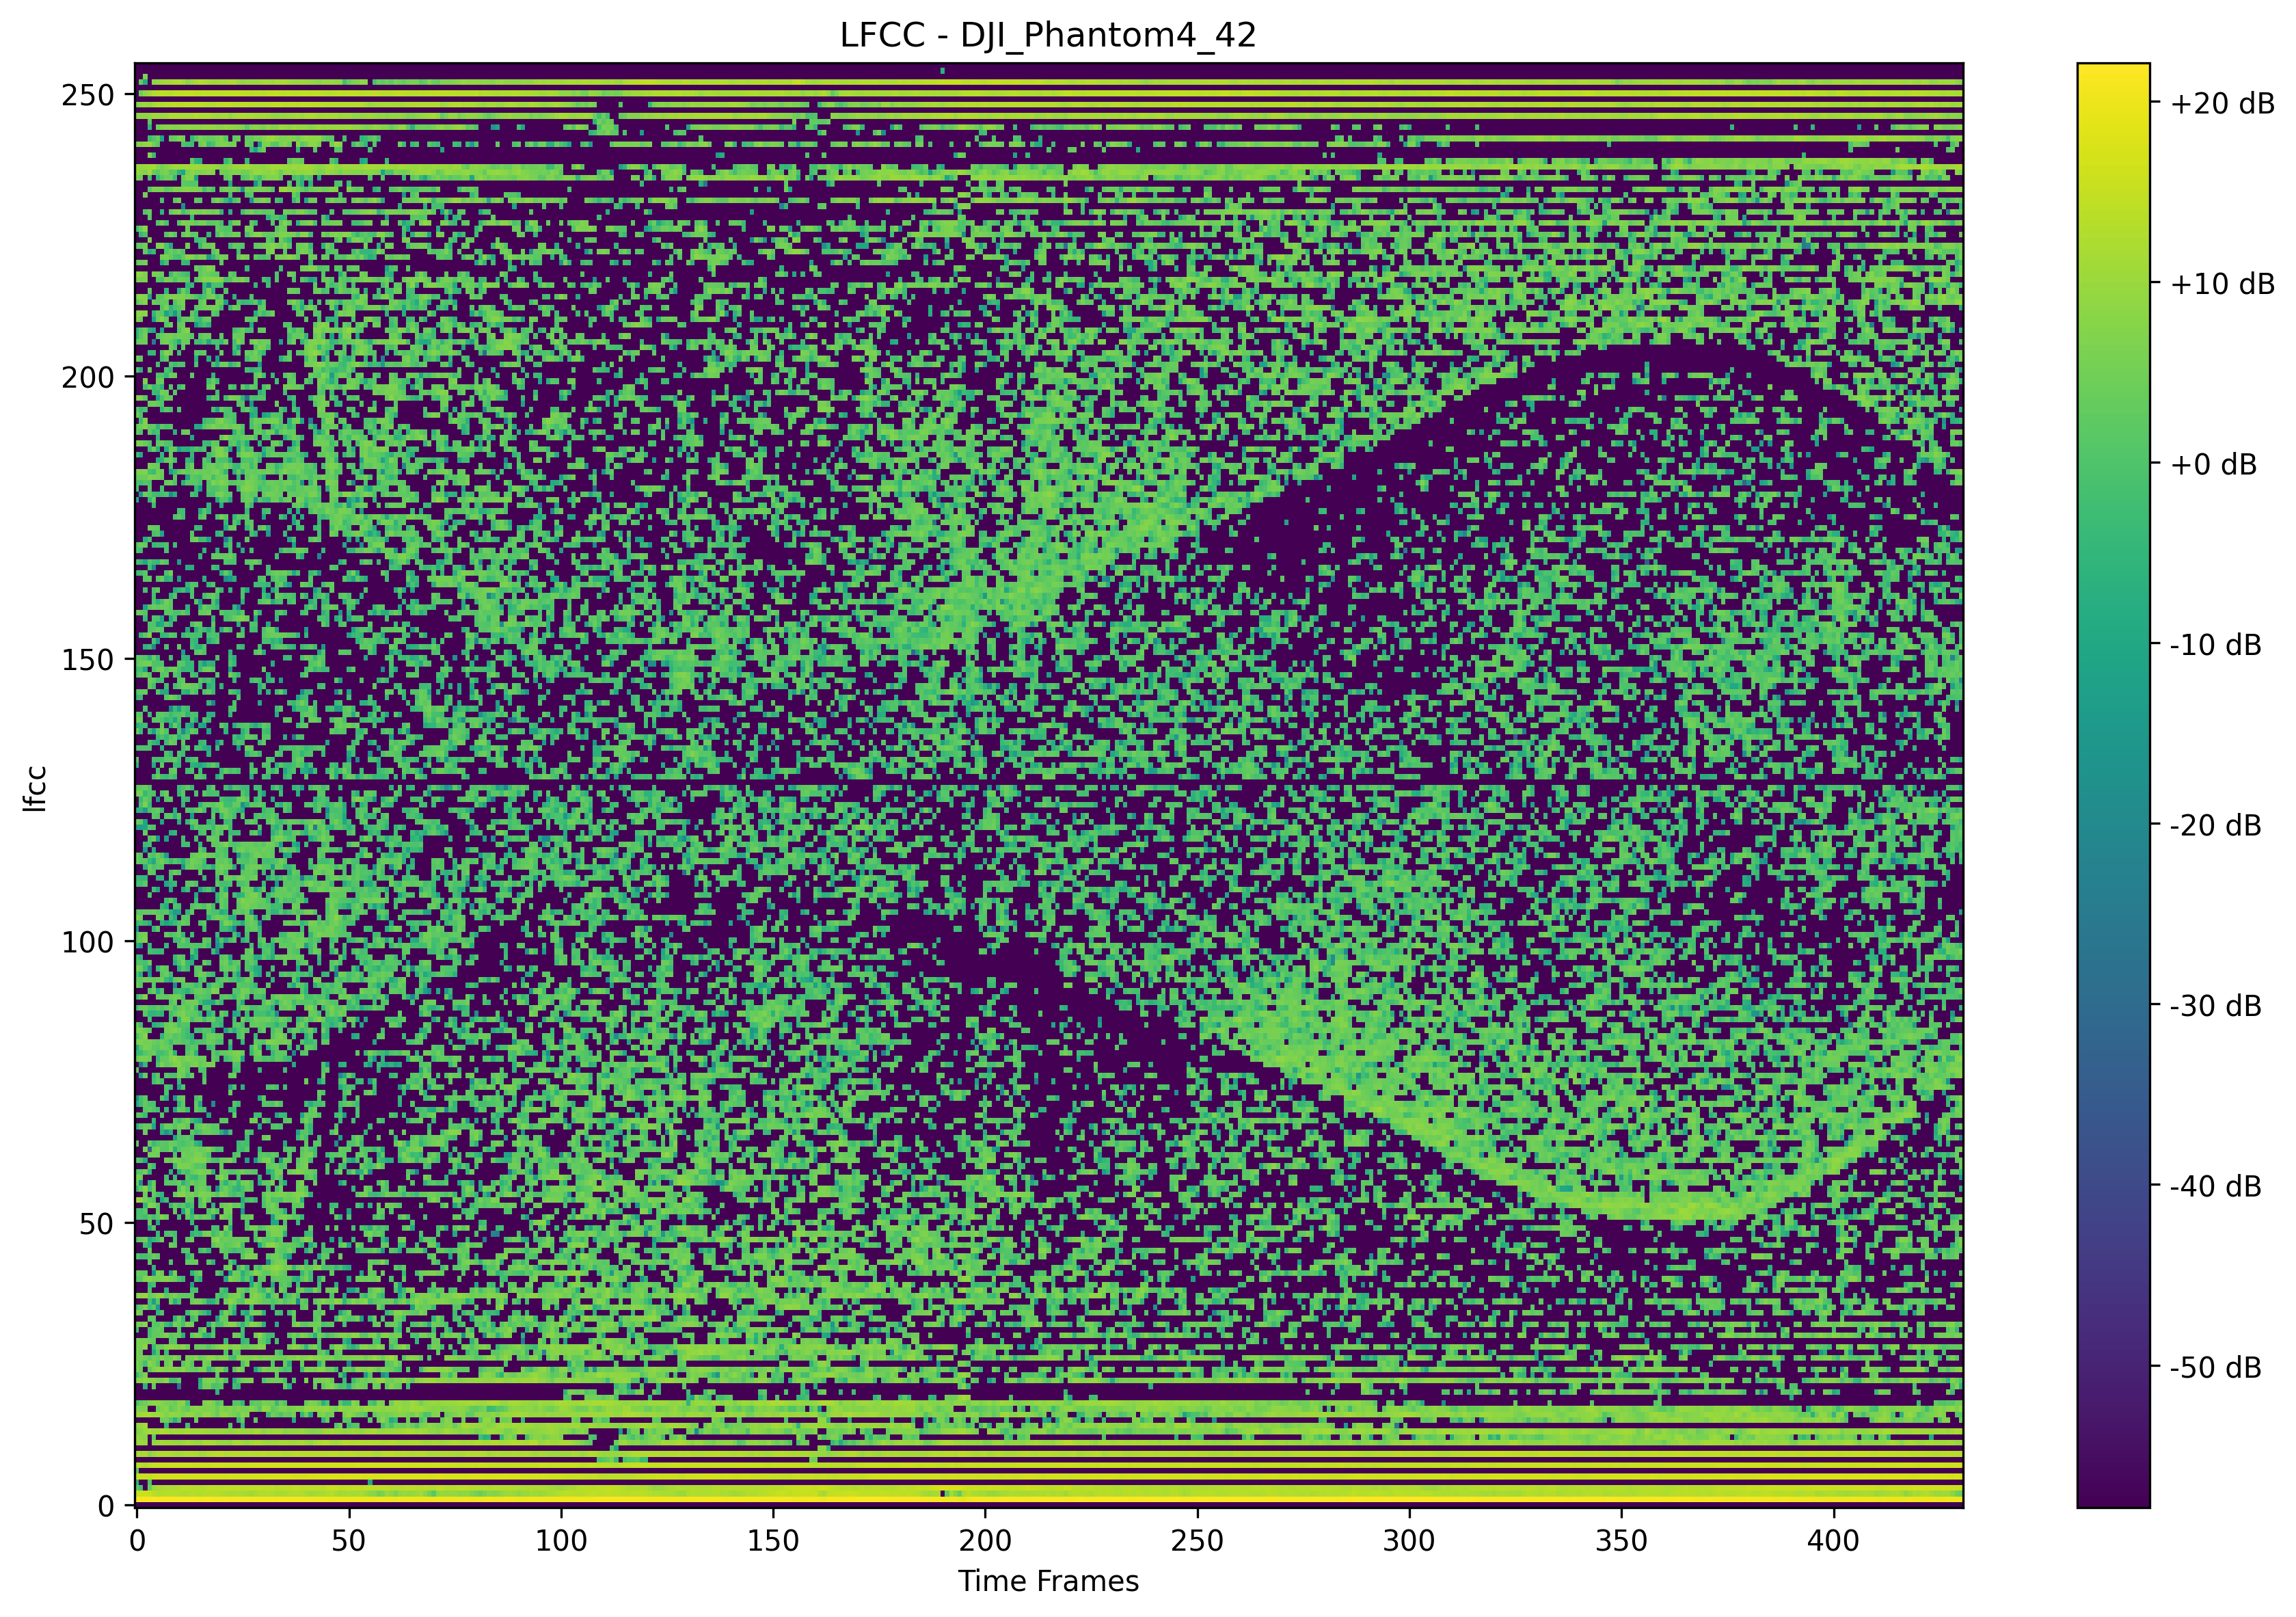 LFCC - DJI_Phantom4_42
250
200
150
100
50
0
lfcc
0 50 100 150 200 250 300 350 400
Time Frames
+20 dB
+10 dB
+0 dB
-10 dB
-20 dB
-30 dB
-40 dB
-50 dB